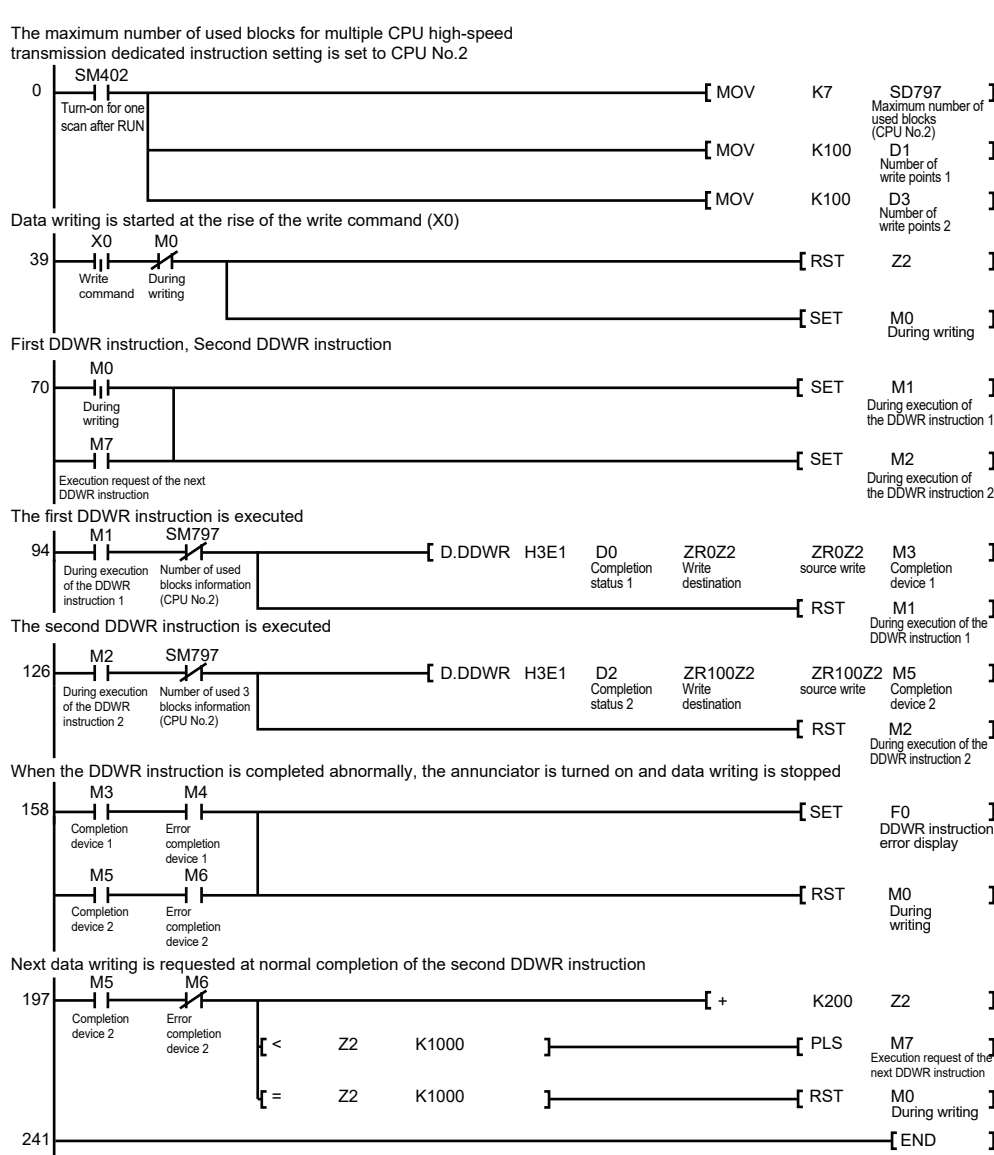 The maximum number of used blocks for multiple CPU high-speed
transmission dedicated instruction setting is set to CPU No.2
SM402
0 MOV K7 SD797
Turn-on for one
scan after RUN
Maximum number of
used blocks
(CPU No.2)
MOV K100 D1
Number of
write points 1
MOV K100 D3
Number of
write points 2
Data writing is started at the rise of the write command (X0)
X0 M0
39 RST Z2
Write
command
During
writing
SET M0
During writing
First DDWR instruction, Second DDWR instruction
M0
70 SET M1
During
writing
During execution of
the DDWR instruction 1
M7
SET M2
Execution request of the next
DDWR instruction
During execution of
the DDWR instruction 2
The first DDWR instruction is executed
M1 SM797
94 D.DDWR H3E1 D0 ZR0Z2 ZR0Z2 M3
During execution
of the DDWR
instruction 1
Number of used
blocks information
(CPU No.2)
Completion
status 1
Write
destination
source write
Completion
device 1
RST M1
During execution of the
DDWR instruction 1
The second DDWR instruction is executed
M2 SM797
126 D.DDWR H3E1 D2 ZR100Z2 ZR100Z2 M5
During execution
of the DDWR
instruction 2
Number of used 3
blocks information
(CPU No.2)
Completion
status 2
Write
destination
source write
Completion
device 2
RST M2
During execution of the
DDWR instruction 2
When the DDWR instruction is completed abnormally, the annunciator is turned on and data writing is stopped
M3 M4
158 SET F0
Completion
device 1
Error
completion
device 1
DDWR instruction
error display
M5 M6
RST M0
Completion
device 2
Error
completion
device 2
During
writing
Next data writing is requested at normal completion of the second DDWR instruction
M5 M6
197 + K200 Z2
Completion
device 2
Error
completion
device 2
< Z2 K1000 PLS M7
Execution request of the
next DDWR instruction
= Z2 K1000 RST M0
During writing
241 END